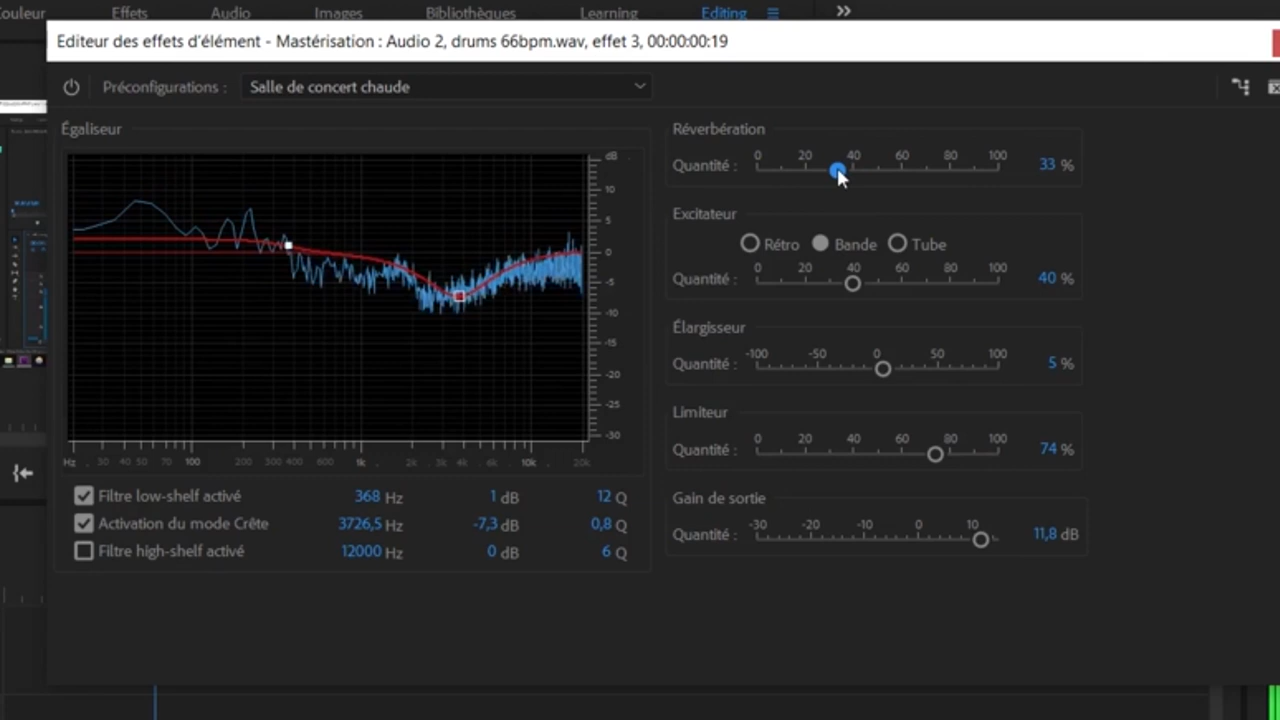 Couleur Effets Audio Images Bibliothèques Learning Editing
Editeur des effets d'élément - Mastérisation : Audio 2, drums 66bpm.wav, effet 3, 00:00:00:19
Préconfigurations : Salle de concert chaude
Égaliseur
dB
10
5
0
-5
-10
-15
-20
-25
-30
Hz 30 40 50 70 100 200 300 400 600 1k 2k 3k 4k 6k 10k 20k
Filtre low-shelf activé 368 Hz 1 dB 12 Q
Activation du mode Crête 3726,5 Hz -7,3 dB 0,8 Q
Filtre high-shelf activé 12000 Hz 0 dB 6 Q
Réverbération
0 20 40 60 80 100
Quantité : 33 %
Excitateur
Rétro Bande Tube
0 20 40 60 80 100
Quantité : 40 %
Élargisseur
-100 -50 0 50 100
Quantité : 5 %
Limiteur
0 20 40 60 80 100
Quantité : 74 %
Gain de sortie
-30 -20 -10 0 10
Quantité : 11,8 dB